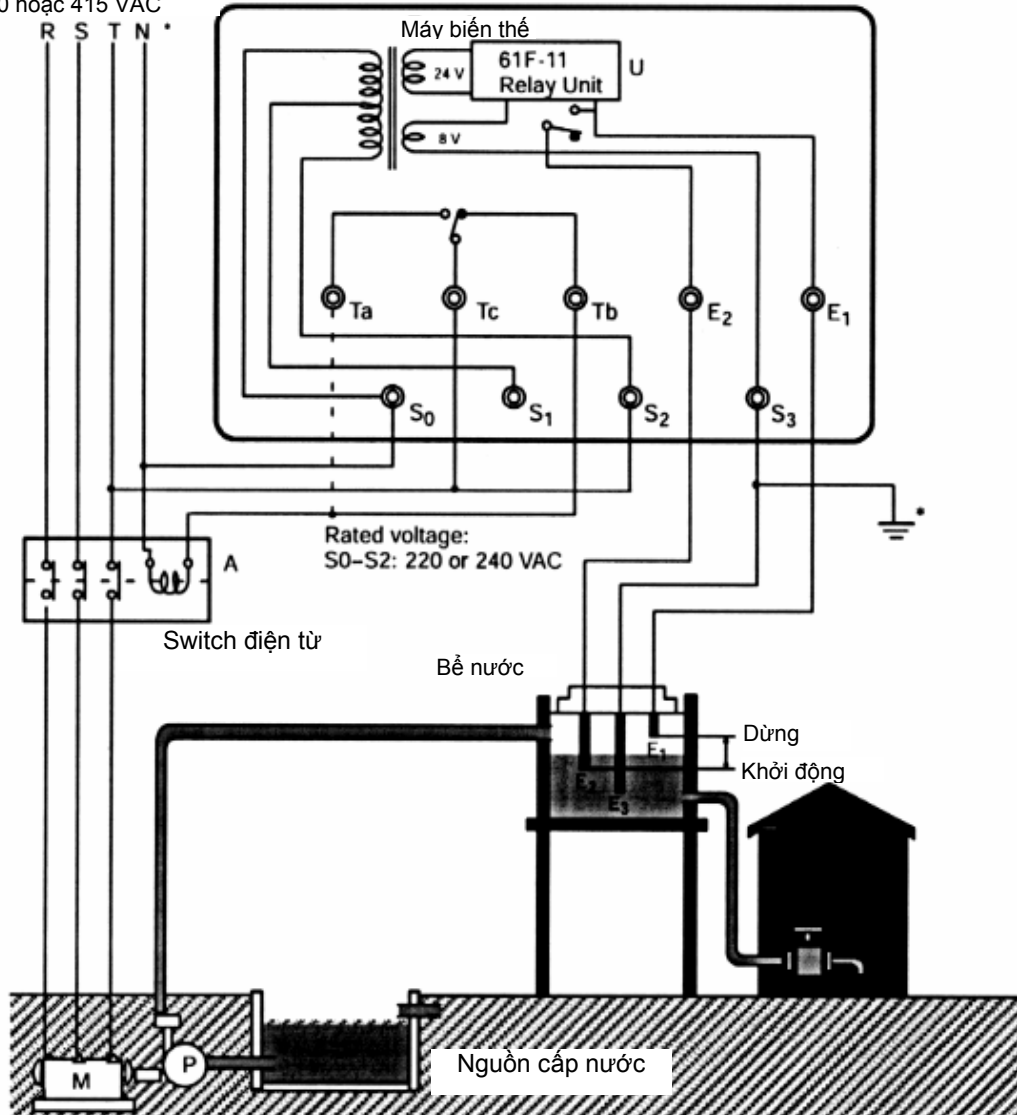 0 hoặc 415 VAC
R S T N *
Máy biến thế
61F-11
Relay Unit
U
24 V
8 V
Ta
Tc
Tb
E2
E1
S0
S1
S2
S3
*
Rated voltage:
S0–S2: 220 or 240 VAC
A
Switch điện từ
Bể nước
Dừng
E1
Khởi động
E2
E3
P
M
Nguồn cấp nước